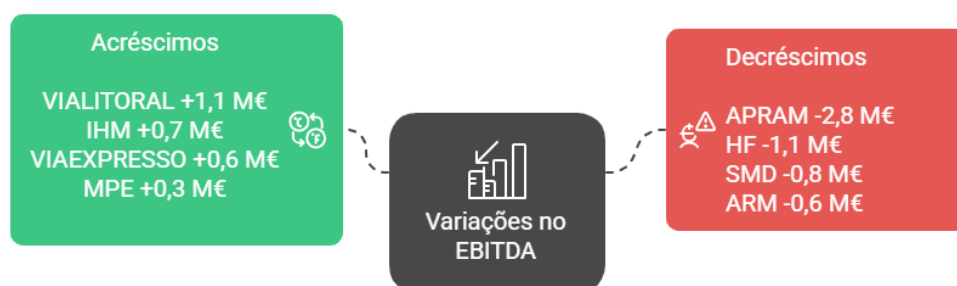 Acréscimos
VIALITORAL +1,1 M€
IHM +0,7 M€
VIAEXPRESSO +0,6 M€
MPE +0,3 M€
Variações no
EBITDA
Decréscimos
APRAM -2,8 M€
HF -1,1 M€
SMD -0,8 M€
ARM -0,6 M€